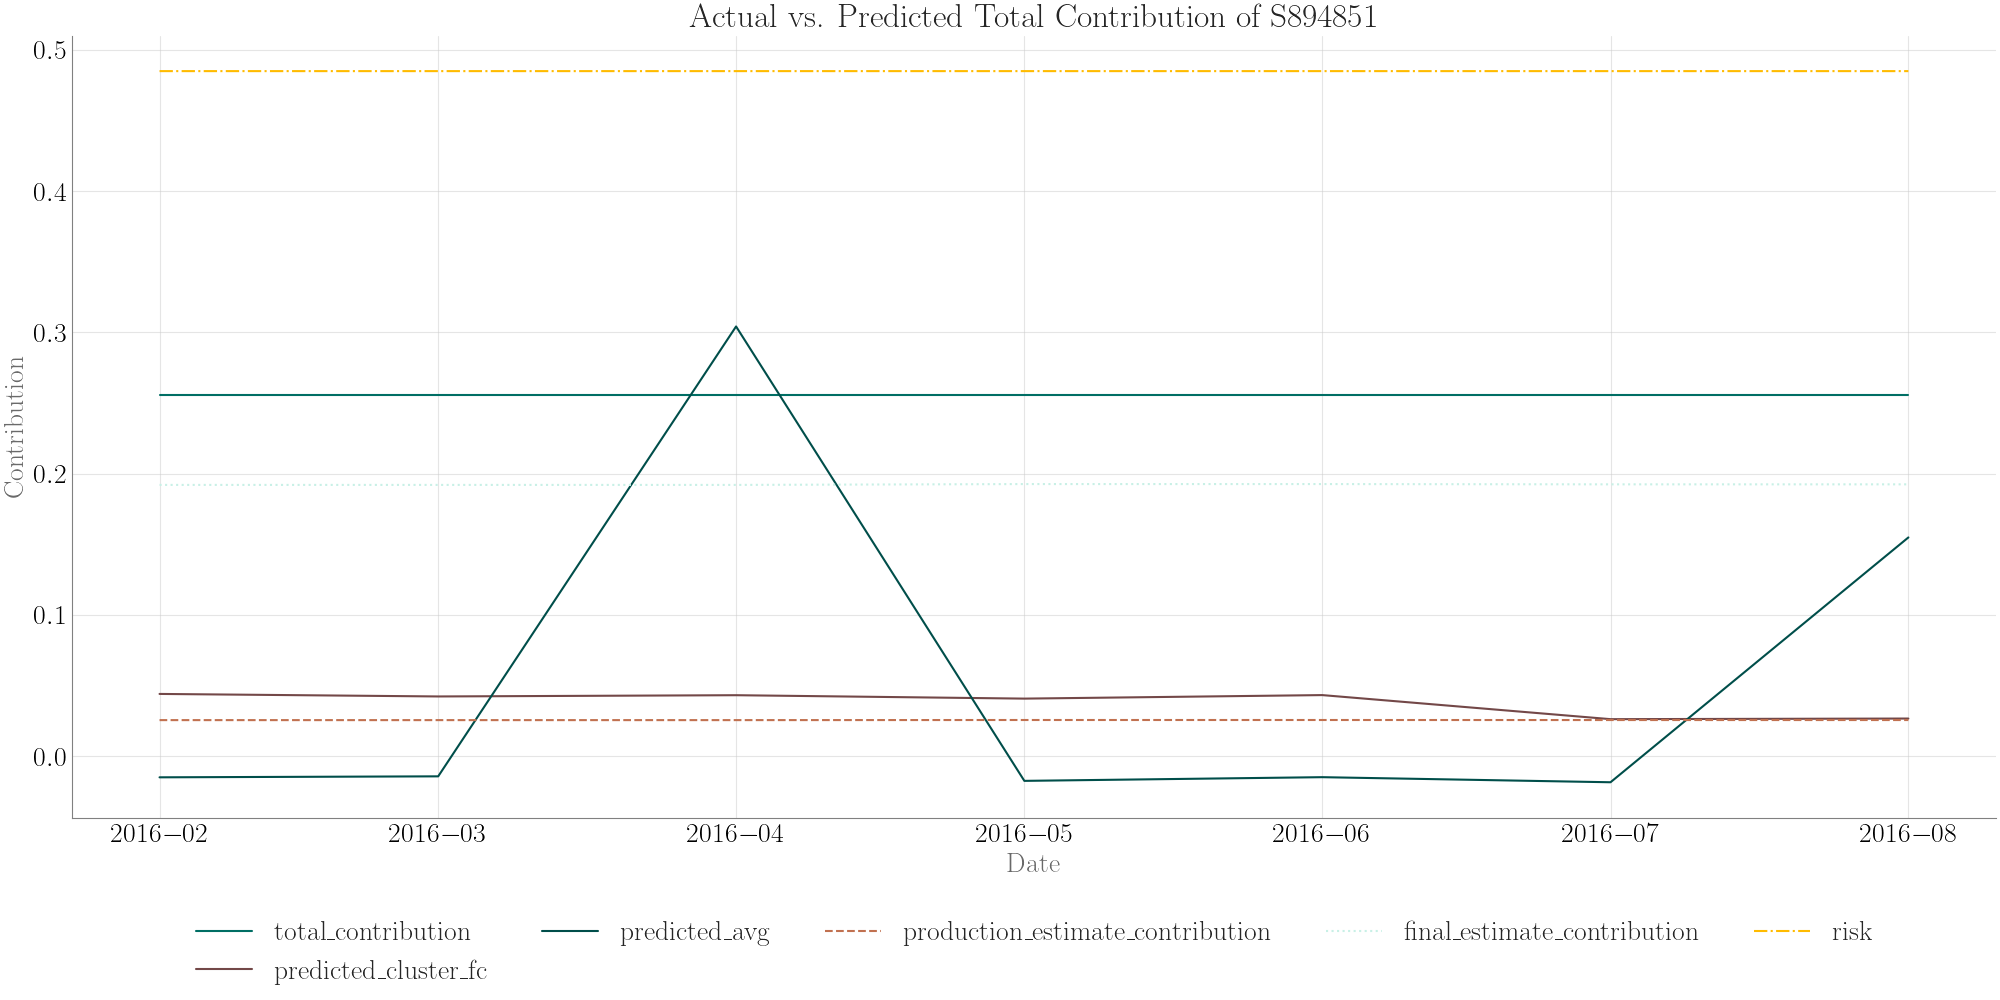 Actual vs. Predicted Total Contribution of S894851
0.5
0.4
0.3
0.2
0.1
0.0
Contribution
2016–02 2016–03 2016–04 2016–05 2016–06 2016–07 2016–08
Date
total_contribution predicted_avg production_estimate_contribution final_estimate_contribution risk
predicted_cluster_fc